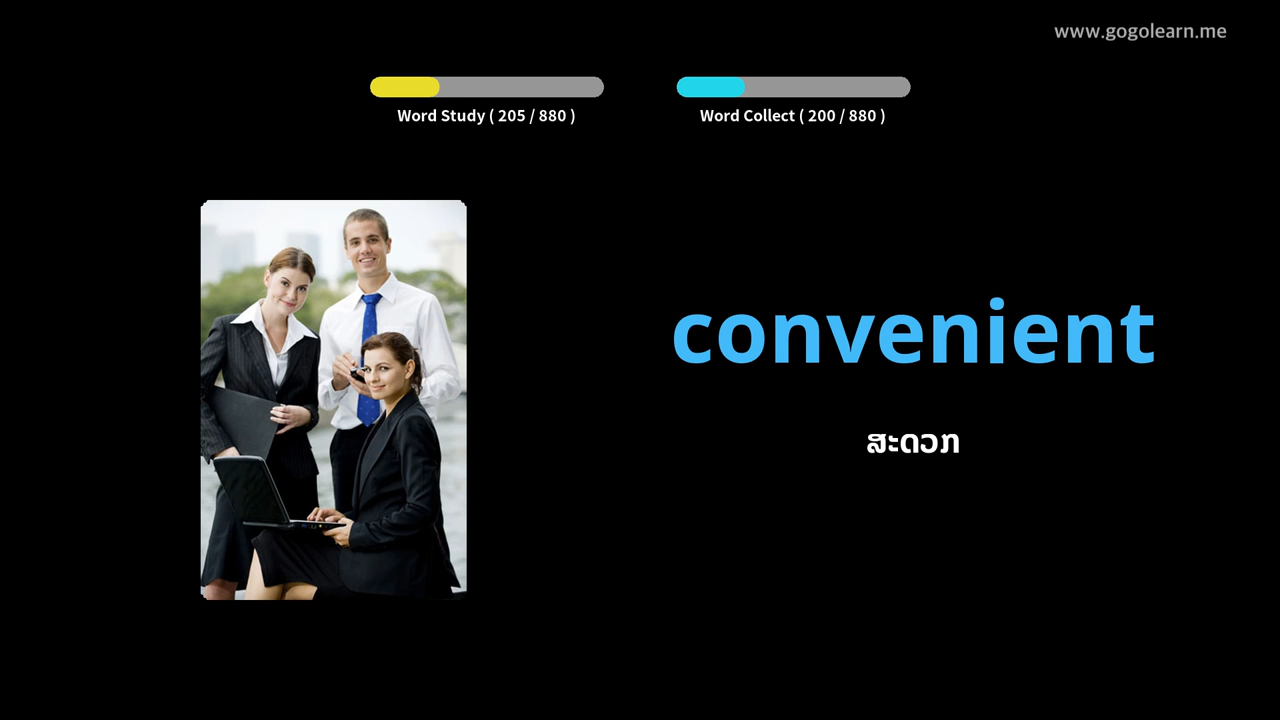 www.gogolearn.me
Word Study ( 205 / 880 )
Word Collect ( 200 / 880 )
convenient
ສະດວກ